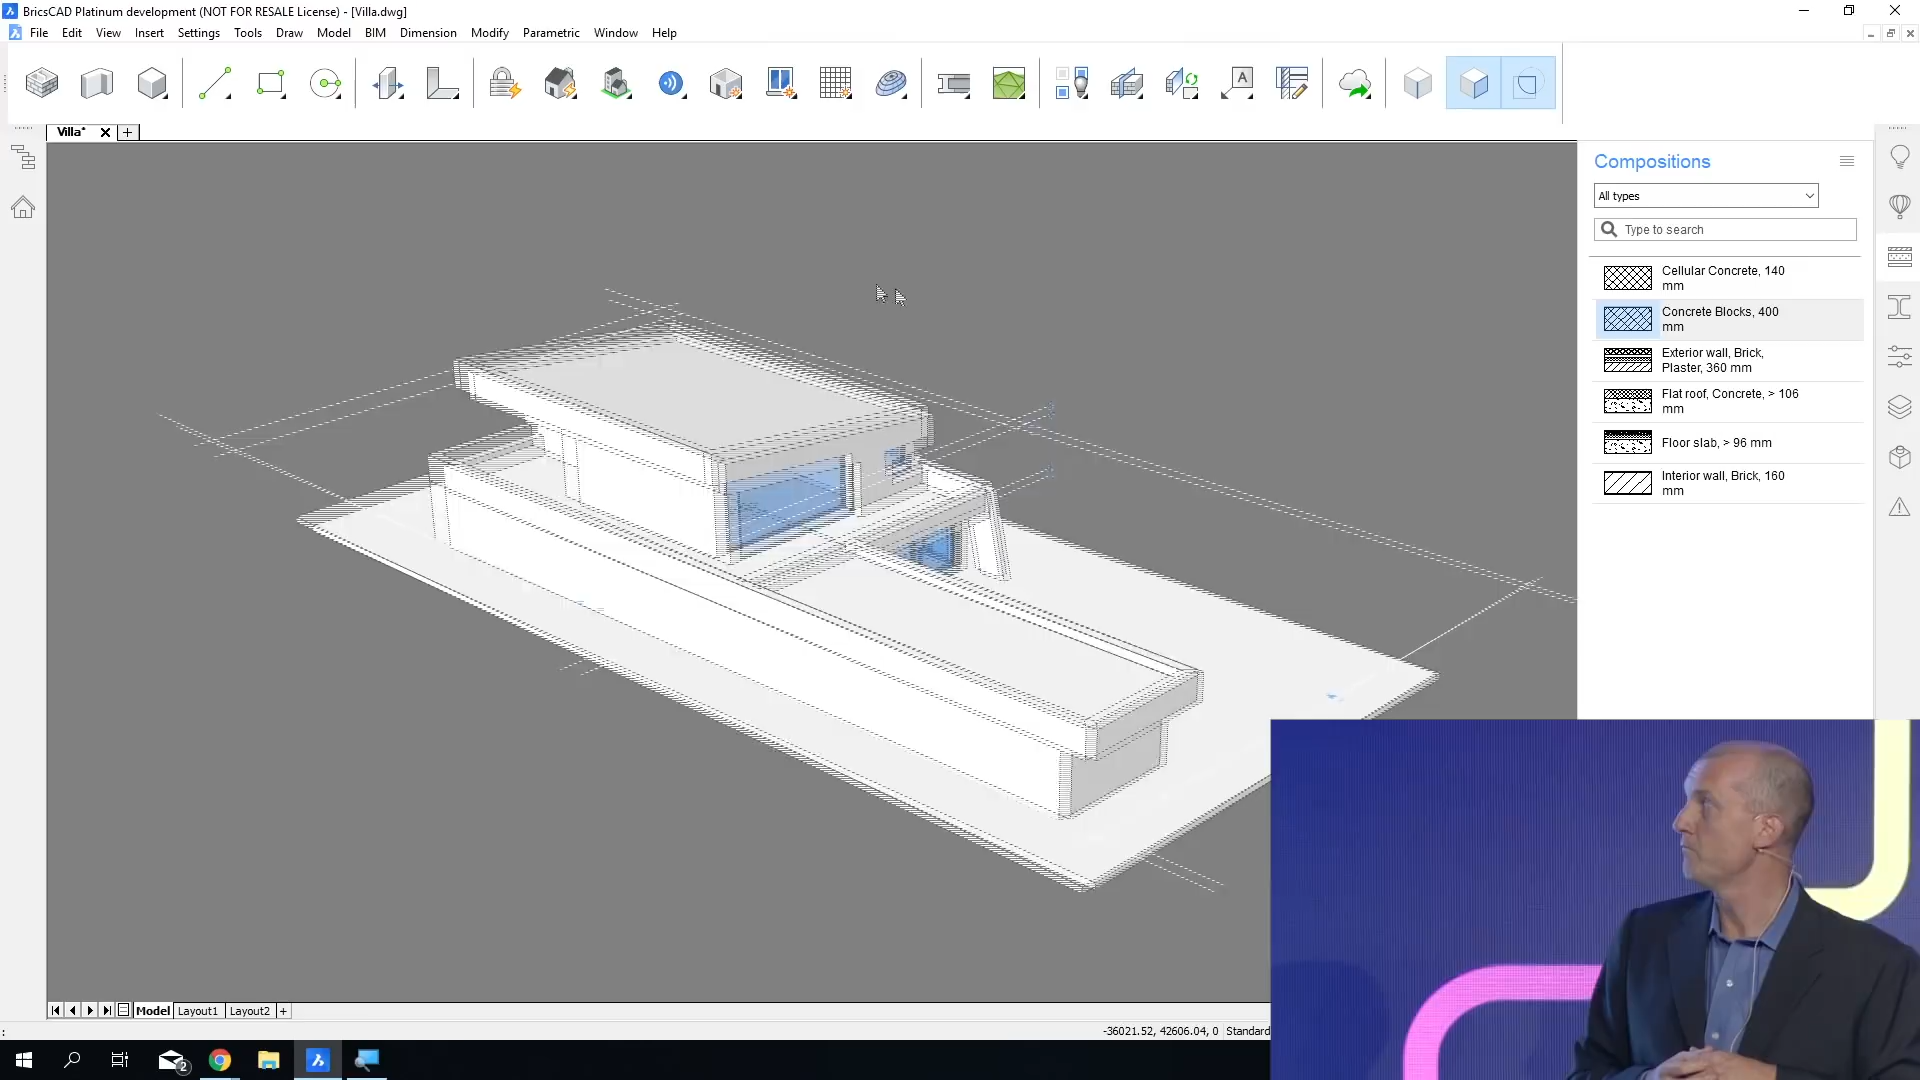 BricsCAD Platinum development (NOT FOR RESALE License) - [Villa.dwg]
File Edit View Insert Settings Tools Draw Model BIM Dimension Modify Parametric Window Help
A
Villa*
Compositions
All types
Type to search
Cellular Concrete, 140
mm
Concrete Blocks, 400
mm
Exterior wall, Brick,
Plaster, 360 mm
Flat roof, Concrete, > 106
mm
Floor slab, > 96 mm
Interior wall, Brick, 160
mm
Model Layout1 Layout2 +
: -36021.52, 42606.04, 0 Standard
2